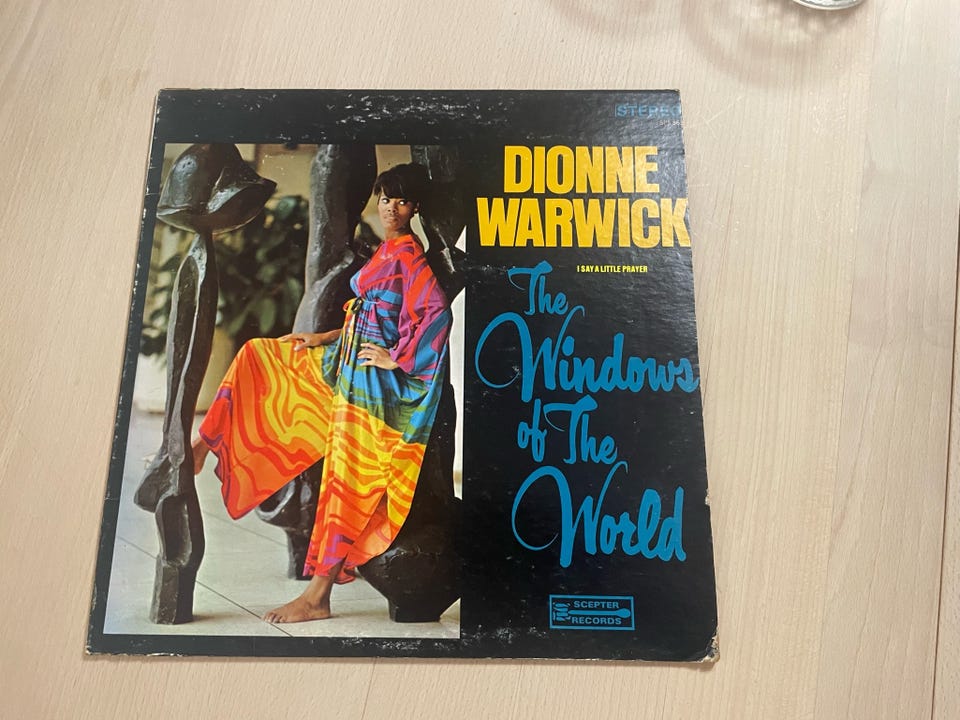 STEREO
DIONNE
WARWICK
I SAY A LITTLE PRAYER
The
Windows
of The
World
SCEPTER
RECORDS